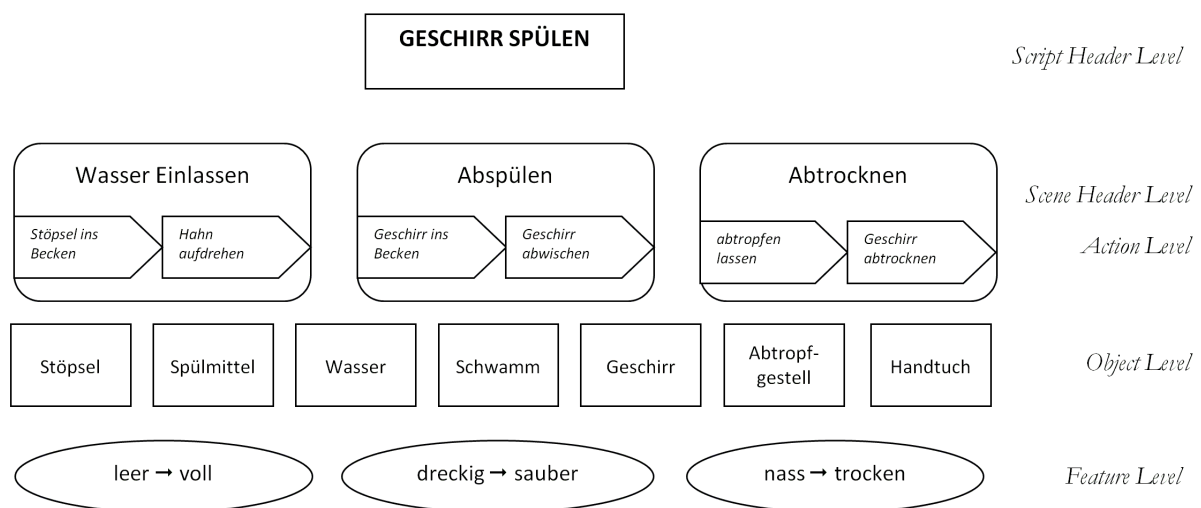 GESCHIRR SPÜLEN
Script Header Level
Wasser Einlassen
Abspülen
Abtrocknen
Scene Header Level
Stöpsel ins
Becken
Hahn
aufdrehen
Geschirr ins
Becken
Geschirr
abwischen
abtropfen
lassen
Geschirr
abtrocknen
Action Level
Stöpsel
Spülmittel
Wasser
Schwamm
Geschirr
Abtropf-
gestell
Handtuch
Object Level
leer → voll
dreckig → sauber
nass → trocken
Feature Level